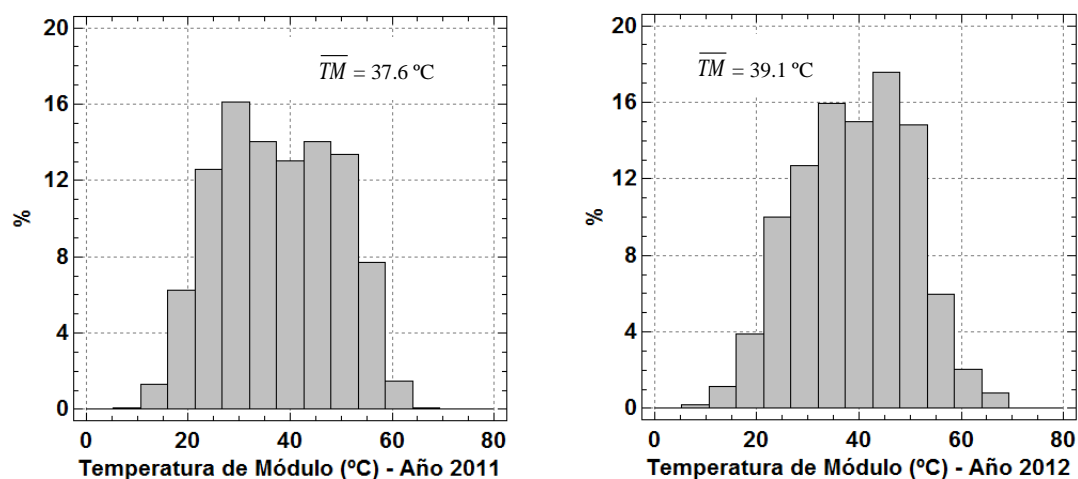 20
16
12
8
4
0
%
TM = 37.6 ºC
0 20 40 60 80
Temperatura de Módulo (ºC) - Año 2011
20
16
12
8
4
0
%
TM = 39.1 ºC
0 20 40 60 80
Temperatura de Módulo (ºC) - Año 2012